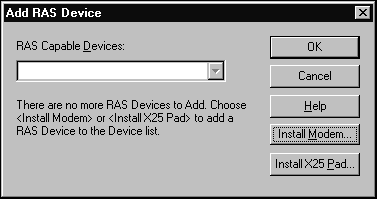 Add RAS Device
RAS Capable Devices:
There are no more RAS Devices to Add. Choose
<Install Modem> or <Install X25 Pad> to add a
RAS Device to the Device list.
OK
Cancel
Help
Install Modem...
Install X25 Pad...